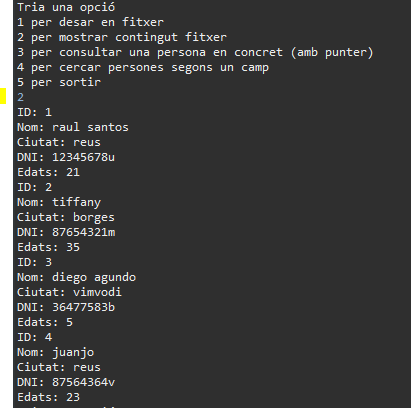 Tria una opció
1 per desar en fitxer
2 per mostrar contingut fitxer
3 per consultar una persona en concret (amb punter)
4 per cercar persones segons un camp
5 per sortir
2
ID: 1
Nom: raul santos
Ciutat: reus
DNI: 12345678u
Edats: 21
ID: 2
Nom: tiffany
Ciutat: borges
DNI: 87654321m
Edats: 35
ID: 3
Nom: diego agundo
Ciutat: vimvodi
DNI: 36477583b
Edats: 5
ID: 4
Nom: juanjo
Ciutat: reus
DNI: 87564364v
Edats: 23